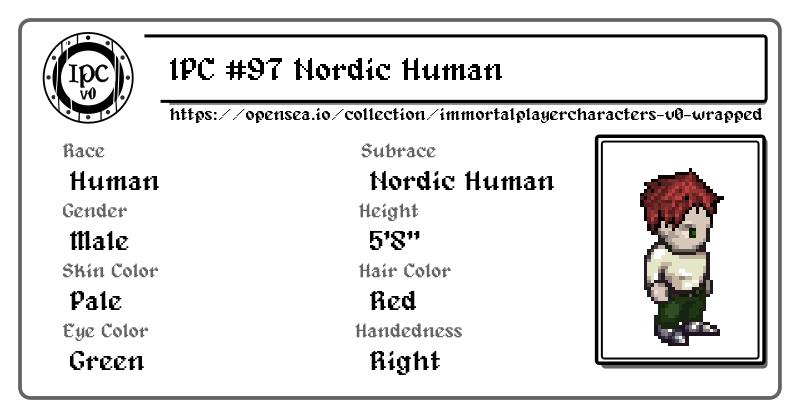 IPC
v0
IPC #97 Nordic Human
https://opensea.io/collection/immortalplayercharacters-v0-wrapped
Race
Human
Subrace
Nordic Human
Gender
Male
Height
5'8"
Skin Color
Pale
Hair Color
Red
Eye Color
Green
Handedness
Right